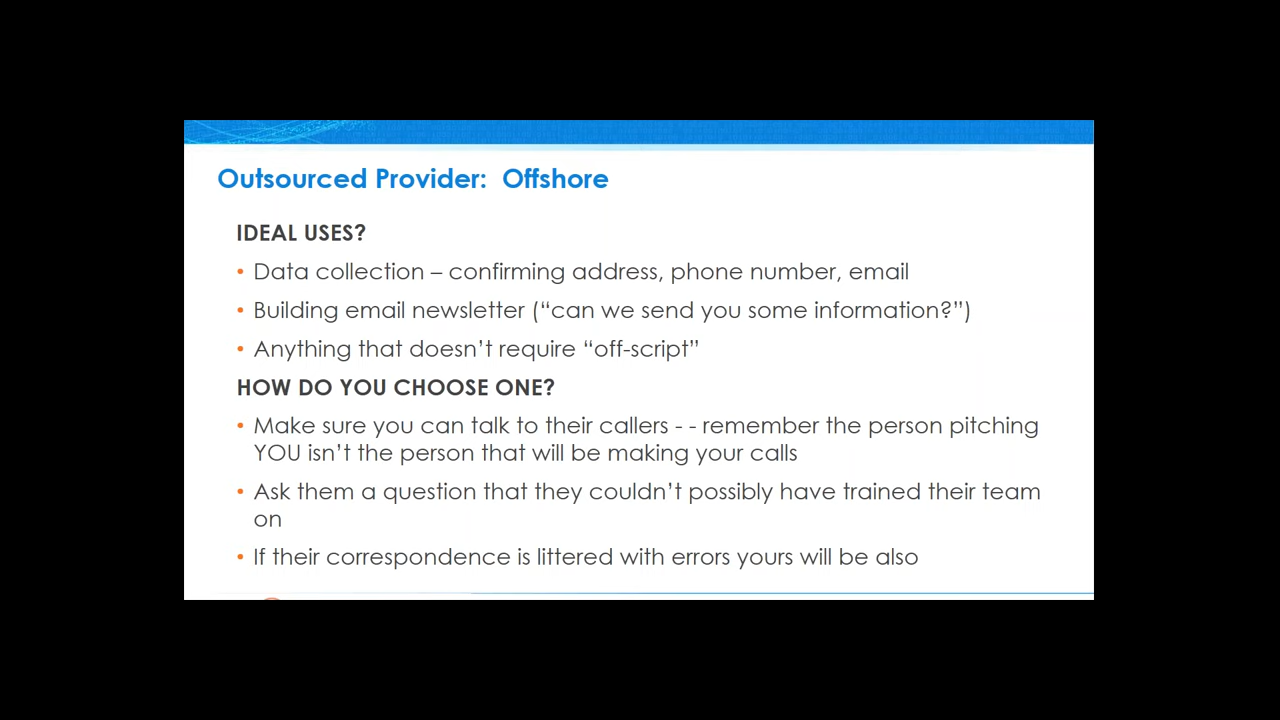 Outsourced Provider: Offshore
IDEAL USES?
• Data collection – confirming address, phone number, email
• Building email newsletter (“can we send you some information?”)
• Anything that doesn’t require “off-script”
HOW DO YOU CHOOSE ONE?
• Make sure you can talk to their callers - - remember the person pitching
YOU isn’t the person that will be making your calls
• Ask them a question that they couldn’t possibly have trained their team
on
• If their correspondence is littered with errors yours will be also